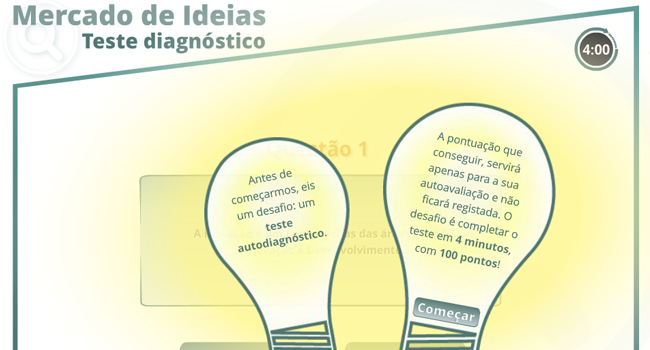 Mercado de Ideias
Teste diagnóstico
4:00
Questão 1
Antes de
começarmos, eis
um desafio: um
teste
autodiagnóstico.
A pontuação que
conseguir, servirá
apenas para a sua
autoavaliação e não
ficará registada. O
desafio é completar o
teste em 4 minutos,
com 100 pontos!
Começar